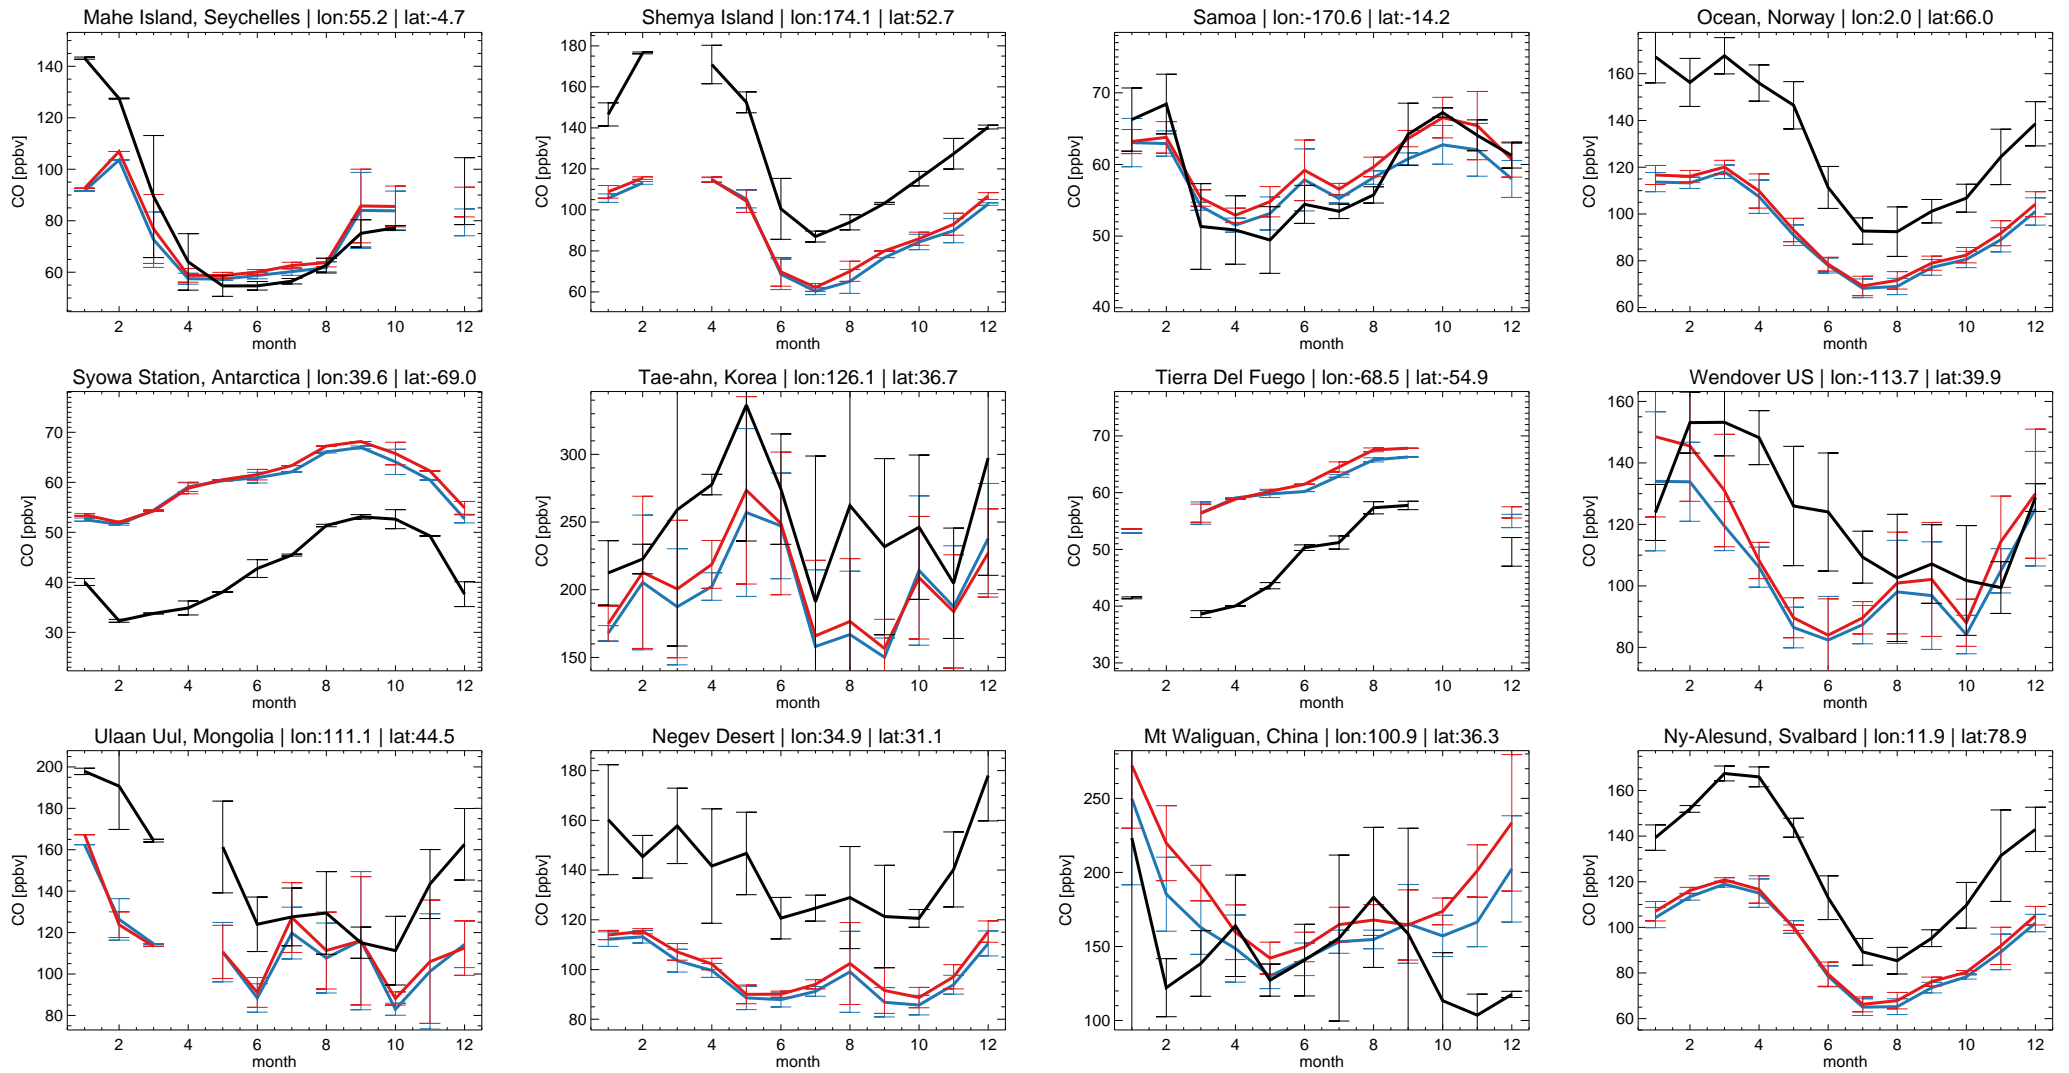 Mahe Island, Seychelles | lon:55.2 | lat:-4.7
CO [ppbv]
140
120
100
80
60
2 4 6 8 10 12
month
Shemya Island | lon:174.1 | lat:52.7
CO [ppbv]
180
160
140
120
100
80
60
2 4 6 8 10 12
month
Samoa | lon:-170.6 | lat:-14.2
CO [ppbv]
70
60
50
40
2 4 6 8 10 12
month
Ocean, Norway | lon:2.0 | lat:66.0
CO [ppbv]
160
140
120
100
80
60
2 4 6 8 10 12
month
Syowa Station, Antarctica | lon:39.6 | lat:-69.0
CO [ppbv]
70
60
50
40
30
2 4 6 8 10 12
month
Tae-ahn, Korea | lon:126.1 | lat:36.7
CO [ppbv]
300
250
200
150
2 4 6 8 10 12
month
Tierra Del Fuego | lon:-68.5 | lat:-54.9
CO [ppbv]
70
60
50
40
30
2 4 6 8 10 12
month
Wendover US | lon:-113.7 | lat:39.9
CO [ppbv]
160
140
120
100
80
2 4 6 8 10 12
month
Ulaan Uul, Mongolia | lon:111.1 | lat:44.5
CO [ppbv]
200
180
160
140
120
100
80
2 4 6 8 10 12
month
Negev Desert | lon:34.9 | lat:31.1
CO [ppbv]
180
160
140
120
100
80
2 4 6 8 10 12
month
Mt Waliguan, China | lon:100.9 | lat:36.3
CO [ppbv]
250
200
150
100
2 4 6 8 10 12
month
Ny-Alesund, Svalbard | lon:11.9 | lat:78.9
CO [ppbv]
160
140
120
100
80
60
2 4 6 8 10 12
month